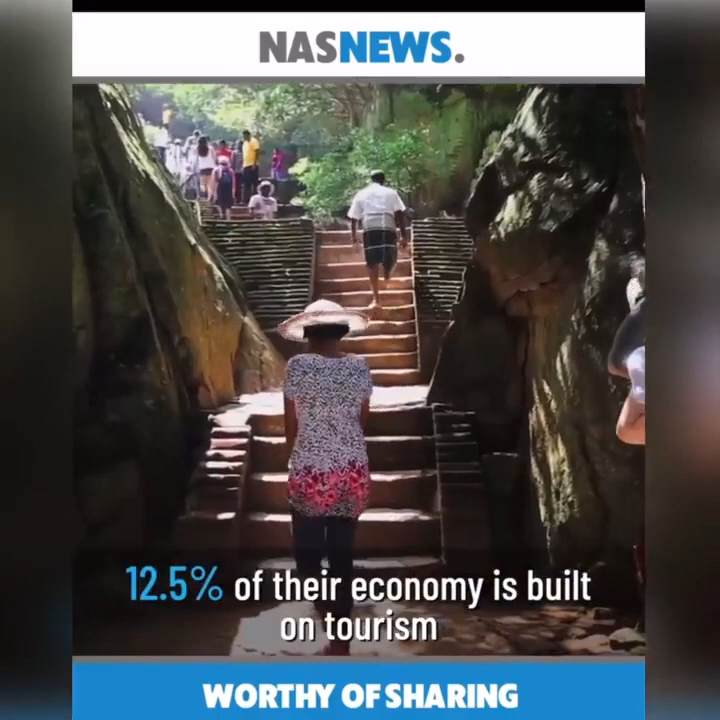 NASNEWS.
12.5% of their economy is built
on tourism
WORTHY OF SHARING